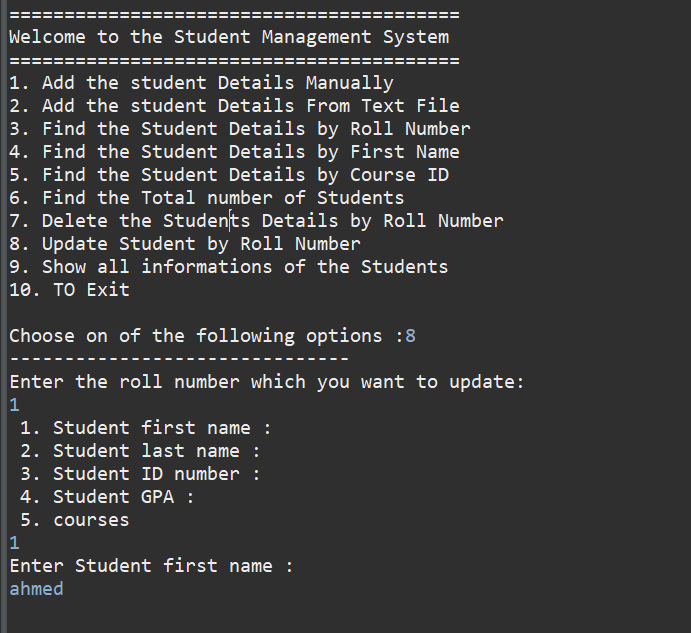 =========================================
Welcome to the Student Management System
=========================================
1. Add the student Details Manually
2. Add the student Details From Text File
3. Find the Student Details by Roll Number
4. Find the Student Details by First Name
5. Find the Student Details by Course ID
6. Find the Total number of Students
7. Delete the Students Details by Roll Number
8. Update Student by Roll Number
9. Show all informations of the Students
10. TO Exit
Choose on of the following options :8
-------------------------------
Enter the roll number which you want to update:
1
1. Student first name :
2. Student last name :
3. Student ID number :
4. Student GPA :
5. courses
1
Enter Student first name :
ahmed